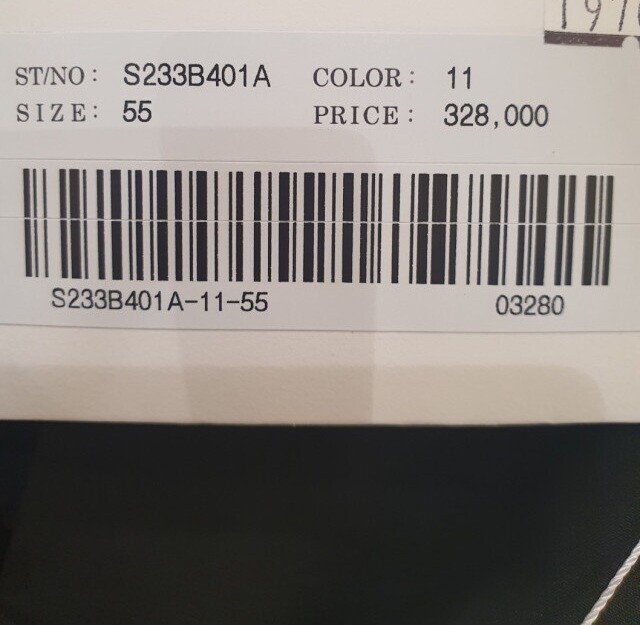 ST/NO: S233B401A COLOR: 11
SIZE: 55 PRICE: 328,000
S233B401A-11-55 03280